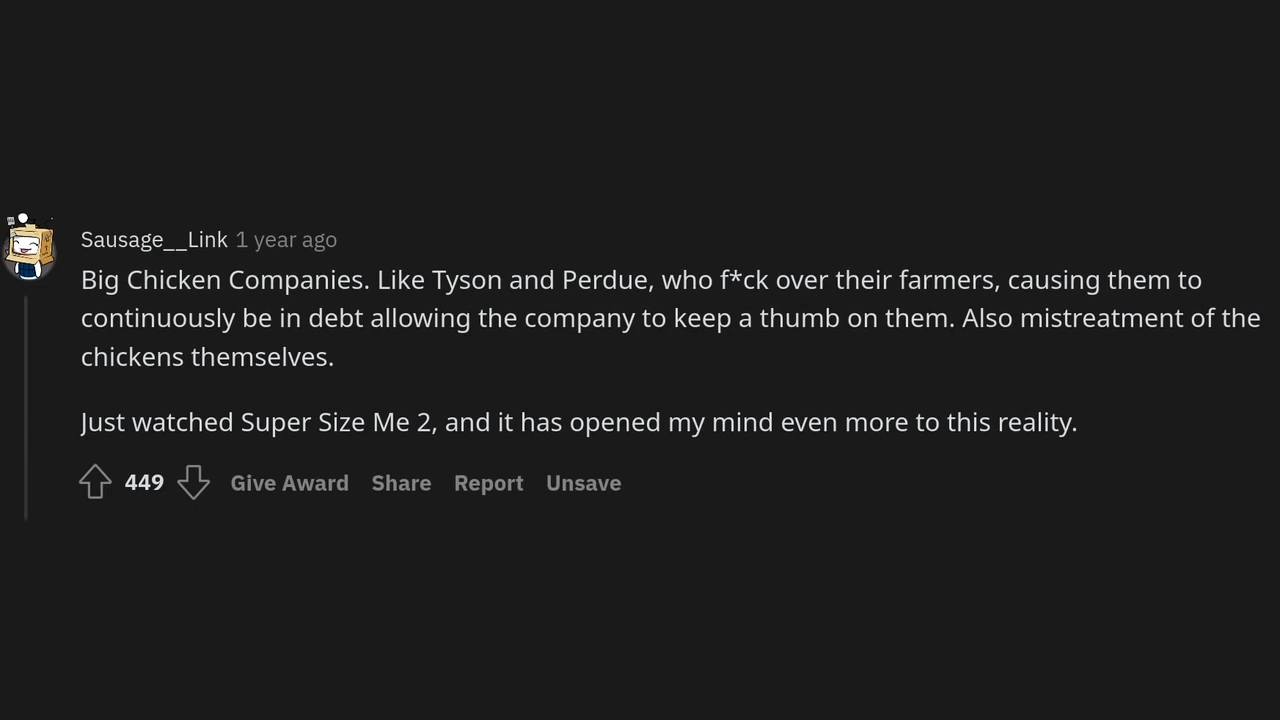 Sausage__Link 1 year ago
Big Chicken Companies. Like Tyson and Perdue, who f*ck over their farmers, causing them to
continuously be in debt allowing the company to keep a thumb on them. Also mistreatment of the
chickens themselves.
Just watched Super Size Me 2, and it has opened my mind even more to this reality.
449 Give Award Share Report Unsave